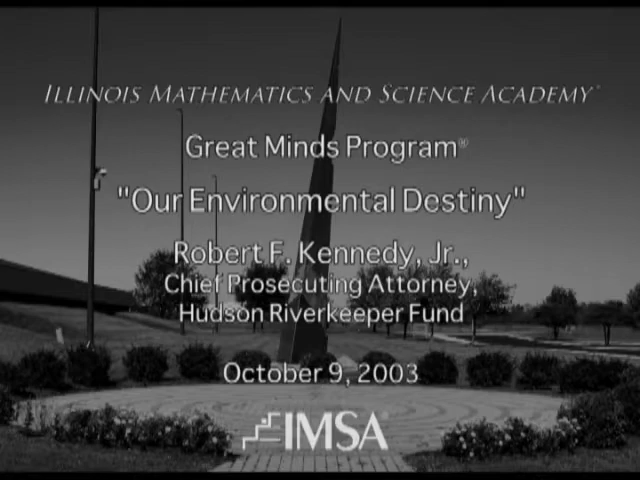 ILLINOIS MATHEMATICS AND SCIENCE ACADEMY
Great Minds Program®
"Our Environmental Destiny"
Robert F. Kennedy, Jr.,
Chief Prosecuting Attorney,
Hudson Riverkeeper Fund
October 9, 2003
IMSA®